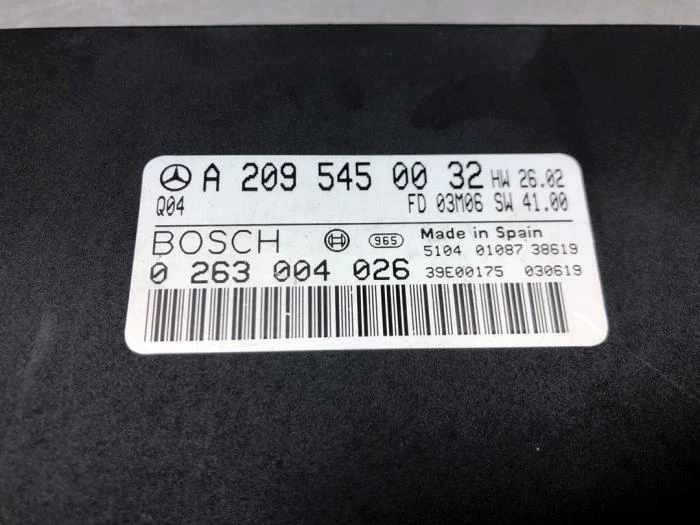 A 209 545 00 32 HW 26.02
Q04 FD 03M06 SW 41.00
BOSCH 965 Made in Spain
5104 01087 38619
0 263 004 026 39E00175 030619